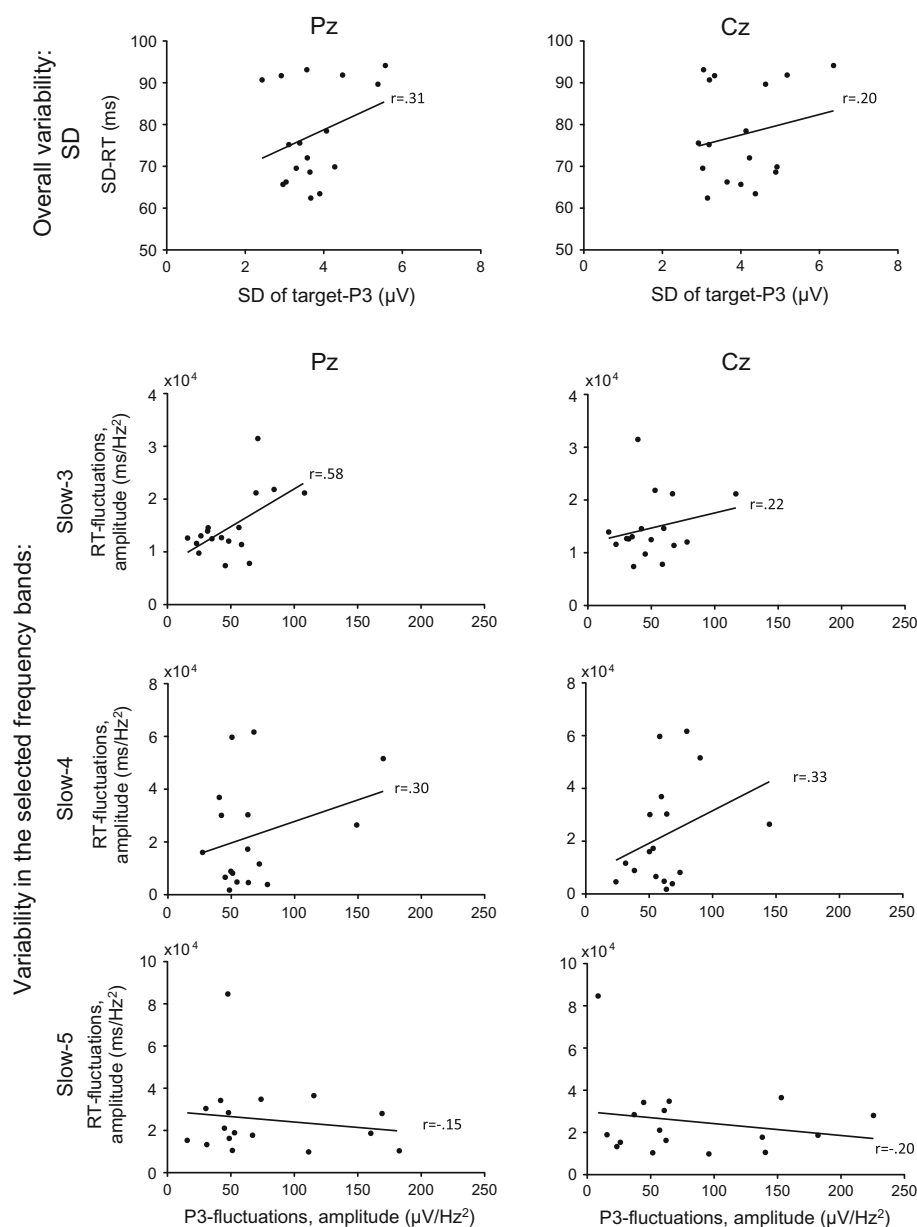 Overall variability:
SD
Pz
Cz
SD-RT (ms)
100
90
80
70
60
50
r=.31
0
2
4
6
8
SD of target-P3 (µV)
100
90
80
70
60
50
r=.20
0
2
4
6
8
SD of target-P3 (µV)
Variability in the selected frequency bands:
Pz
Cz
Slow-3
RT-fluctuations,
amplitude (ms/Hz²)
x10⁴
4
3
2
1
0
r=.58
0
50
100
150
200
250
x10⁴
4
3
2
1
0
r=.22
0
50
100
150
200
250
Slow-4
RT-fluctuations,
amplitude (ms/Hz²)
x10⁴
8
6
4
2
0
r=.30
0
50
100
150
200
250
x10⁴
8
6
4
2
0
r=.33
0
50
100
150
200
250
Slow-5
RT-fluctuations,
amplitude (ms/Hz²)
x10⁴
10
8
6
4
2
0
r=-.15
0
50
100
150
200
250
P3-fluctuations, amplitude (µV/Hz²)
x10⁴
10
8
6
4
2
0
r=-.20
0
50
100
150
200
250
P3-fluctuations, amplitude (µV/Hz²)